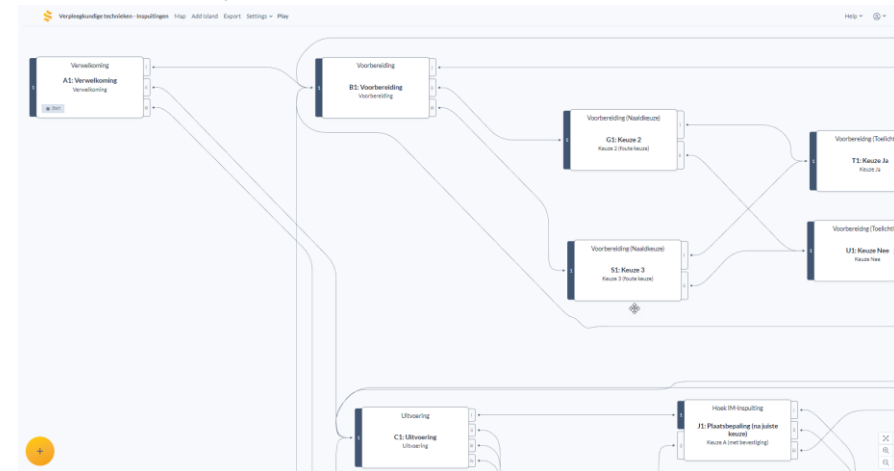 Verpleegkundige technieken - Inspuitingen Map Add Island Export Settings Play
Help
Verwelkoming
A1: Verwelkoming
Verwelkoming
Start
Voorbereiding
B1: Voorbereiding
Voorbereiding
Voorbereiding (Naaldkeuze)
G1: Keuze 2
Keuze 2 (foute keuze)
Voorbereiding (Toelicht
T1: Keuze Ja
Keuze Ja
Voorbereiding (Naaldkeuze)
S1: Keuze 3
Keuze 3 (foute keuze)
Voorbereiding (Toelicht
U1: Keuze Nee
Keuze Nee
Uitvoering
C1: Uitvoering
Uitvoering
Hoek IM-inspuiting
J1: Plaatsbepaling (na juiste
keuze)
Keuze A (met bevestiging)